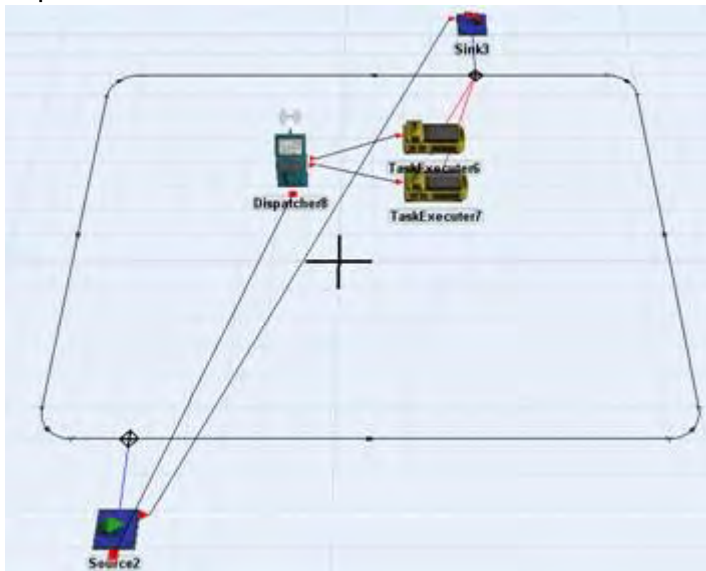 Sink3
TaskExecuter6
Dispatcher8
TaskExecuter7
Source2